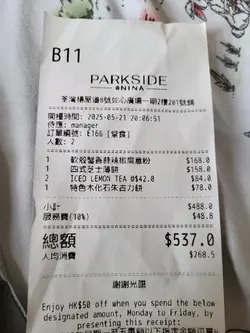 B11
PARKSIDE
@NINA
荃灣楊屋道8號如心廣場一期2樓201號舖
開檯時間:2025-05-21 20:06:51
侍應: manager
訂單編號: E166 [堂食]
人數: 2
1 軟殼蟹香蒜辣椒扁意粉 $168.0
1 四式芝士薄餅 $158.0
2 ICED LEMON TEA @$42.0 $84.0
1 特色木化石朱古力餅 $78.0
小計 $488.0
服務費(10%) $48.8
總額 $537.0
人均消費 $268.5
謝謝光臨
Enjoy HK$50 off when you spend the below
designated amount, Monday to Friday, by
presenting this receipt: